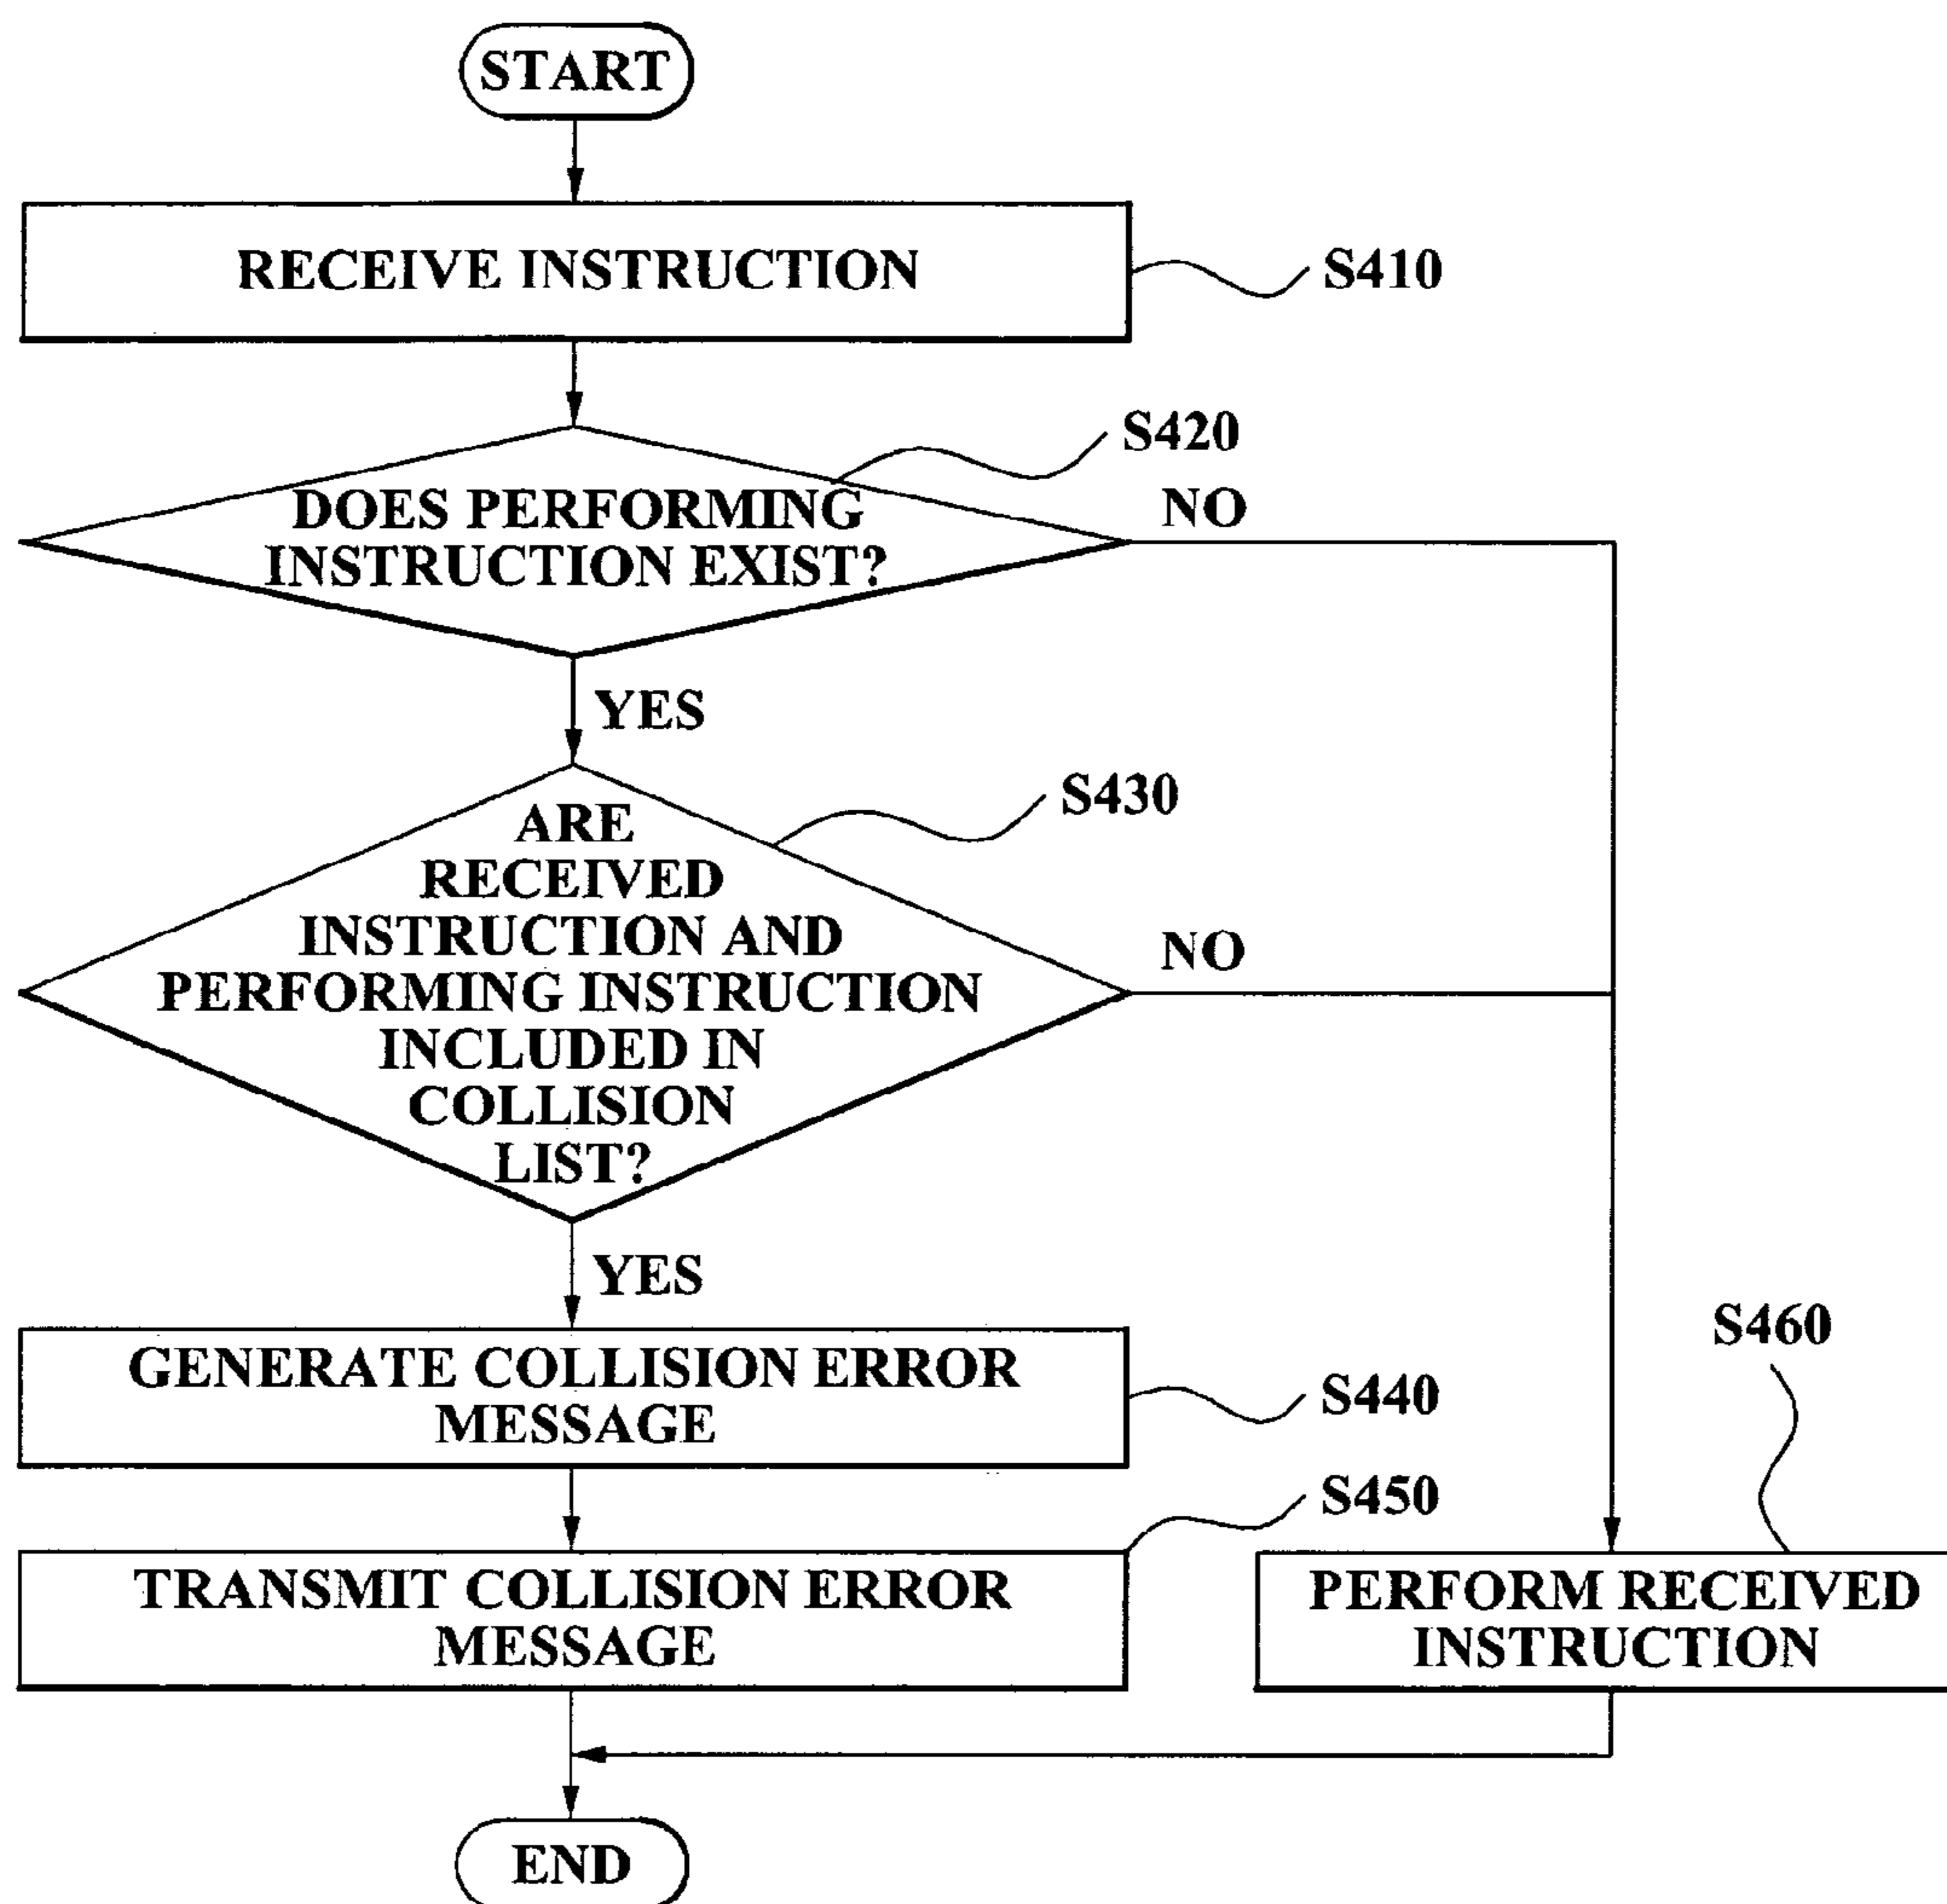 START
RECEIVE INSTRUCTION
S410
S420
DOES PERFORMING
INSTRUCTION EXIST?
NO
YES
S430
ARE
RECEIVED
INSTRUCTION AND
PERFORMING INSTRUCTION
INCLUDED IN
COLLISION
LIST?
NO
YES
GENERATE COLLISION ERROR
MESSAGE
S440
S460
S450
TRANSMIT COLLISION ERROR
MESSAGE
PERFORM RECEIVED
INSTRUCTION
END